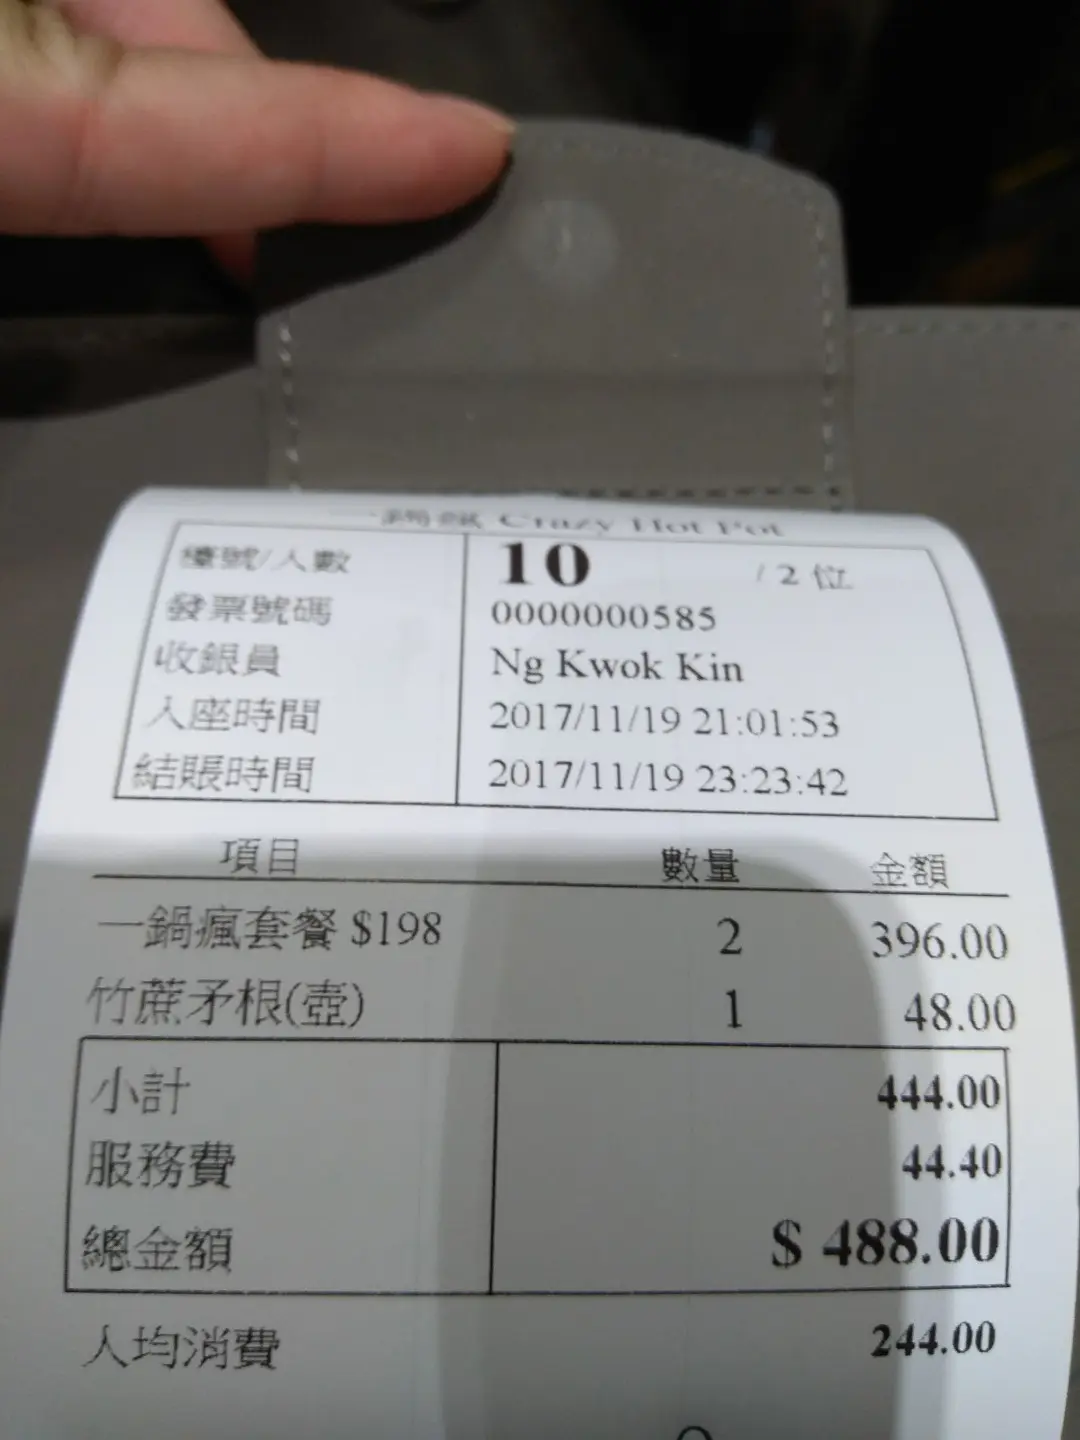 一鍋瘋 Crazy Hot Pot
檯號/人數 10 / 2 位
發票號碼 0000000585
收銀員 Ng Kwok Kin
入座時間 2017/11/19 21:01:53
結賬時間 2017/11/19 23:23:42
項目 數量 金額
一鍋瘋套餐 $198 2 396.00
竹蔗矛根(壺) 1 48.00
小計 444.00
服務費 44.40
總金額 $ 488.00
人均消費 244.00